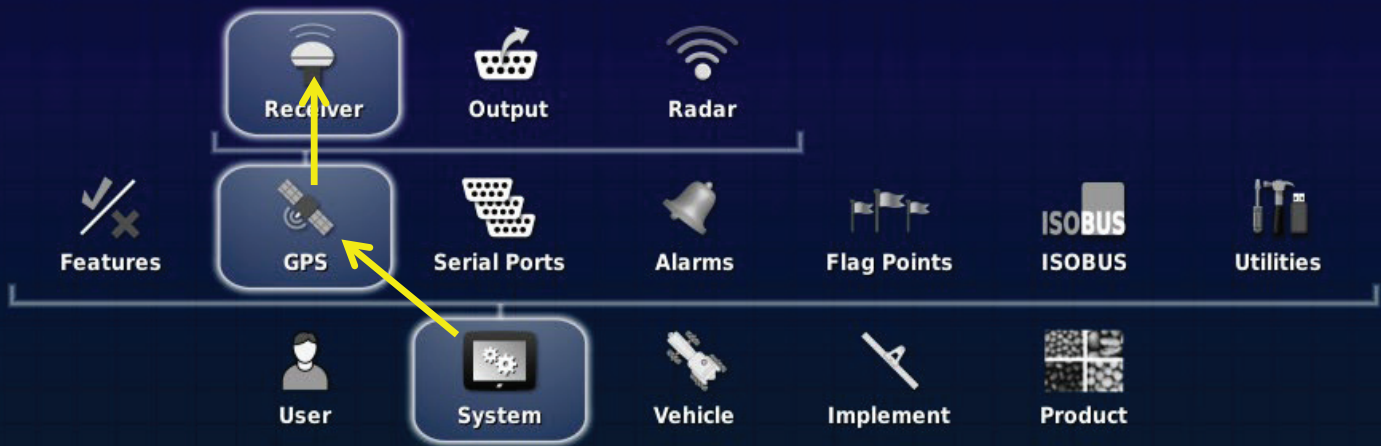 Receiver Output Radar
Features GPS Serial Ports Alarms Flag Points ISOBUS ISOBUS Utilities
User System Vehicle Implement Product